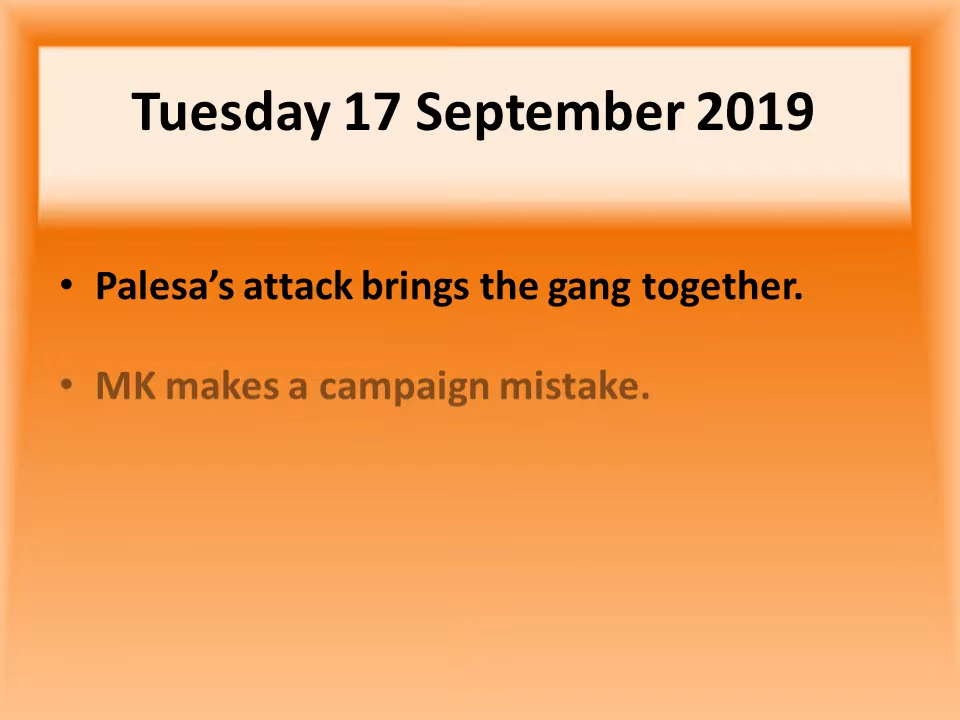 Tuesday 17 September 2019
• Palesa’s attack brings the gang together.
• MK makes a campaign mistake.